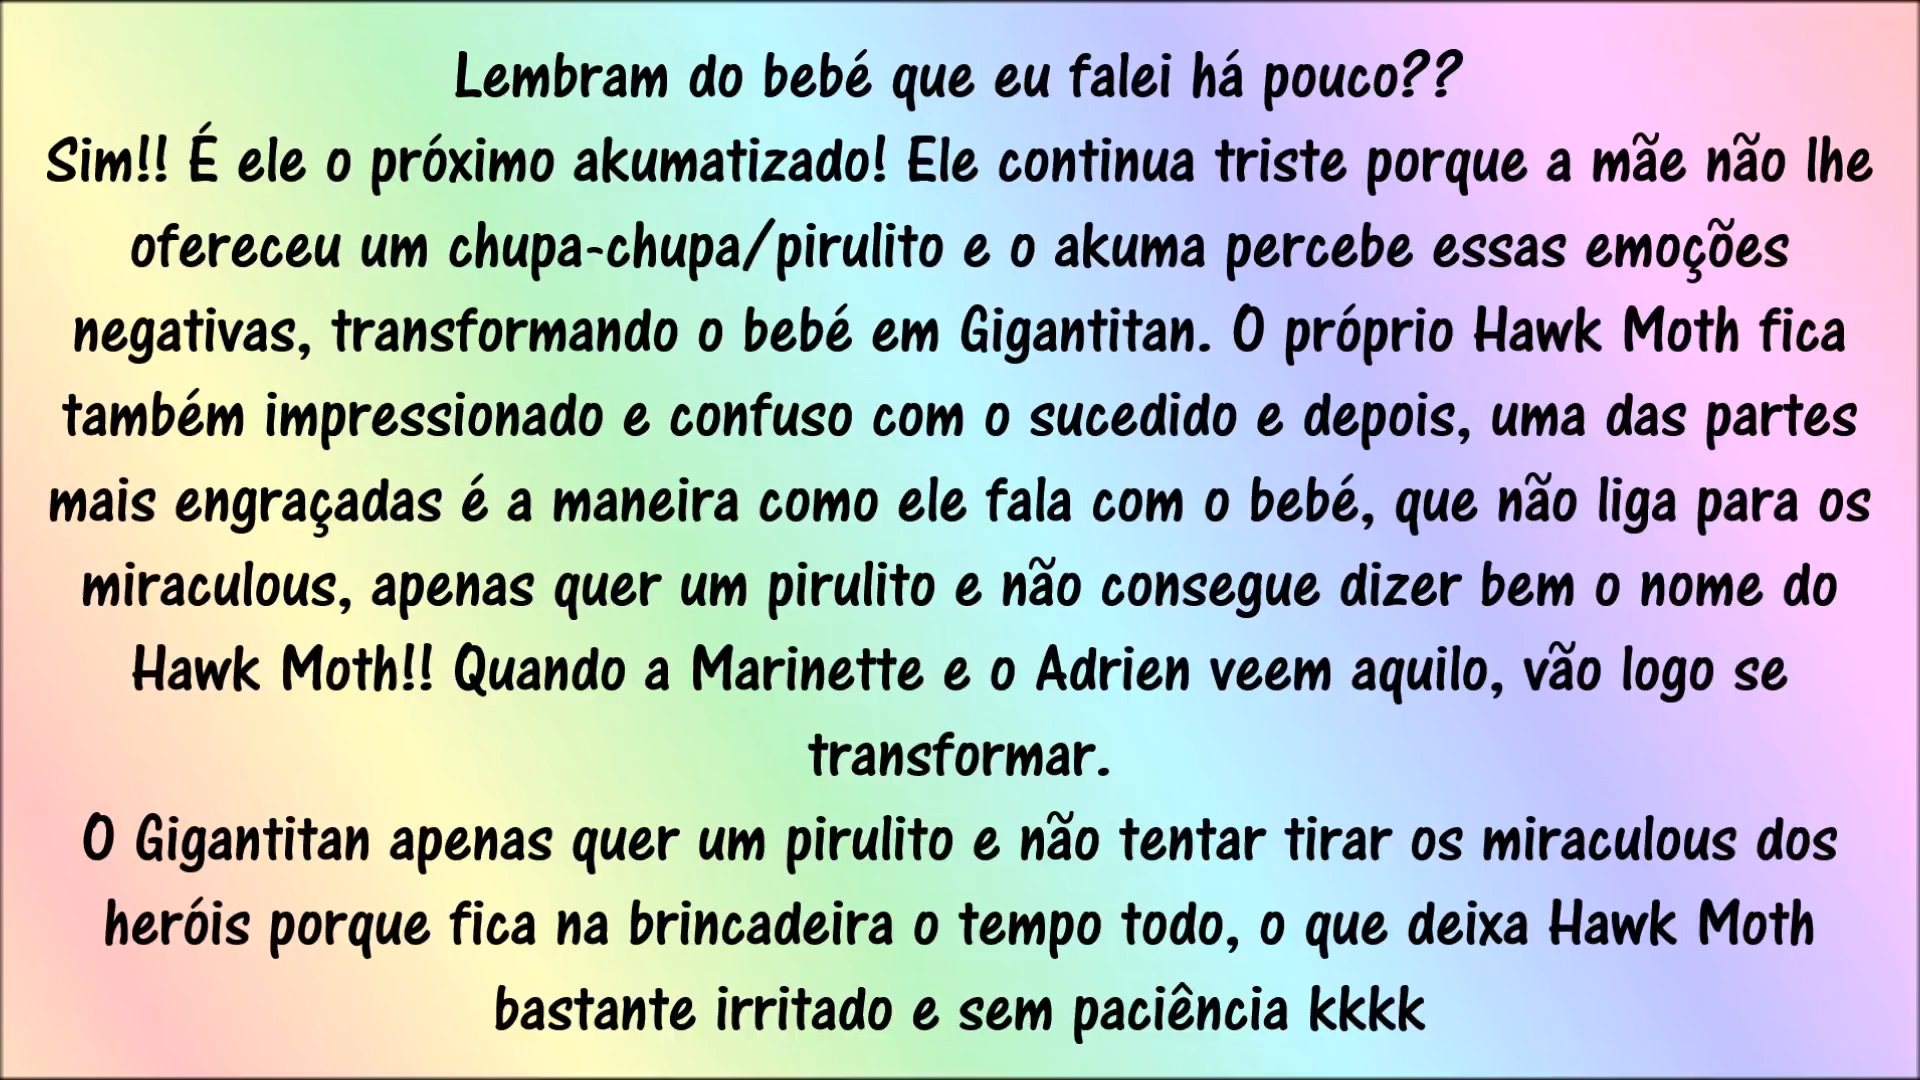 Lembram do bebé que eu falei há pouco??
Sim!! É ele o próximo akumatizado! Ele continua triste porque a mãe não lhe
ofereceu um chupa-chupa/pirulito e o akuma percebe essas emoções
negativas, transformando o bebé em Gigantitan. O próprio Hawk Moth fica
também impressionado e confuso com o sucedido e depois, uma das partes
mais engraçadas é a maneira como ele fala com o bebé, que não liga para os
miraculous, apenas quer um pirulito e não consegue dizer bem o nome do
Hawk Moth!! Quando a Marinette e o Adrien veem aquilo, vão logo se
transformar.
O Gigantitan apenas quer um pirulito e não tentar tirar os miraculous dos
heróis porque fica na brincadeira o tempo todo, o que deixa Hawk Moth
bastante irritado e sem paciência kkkk